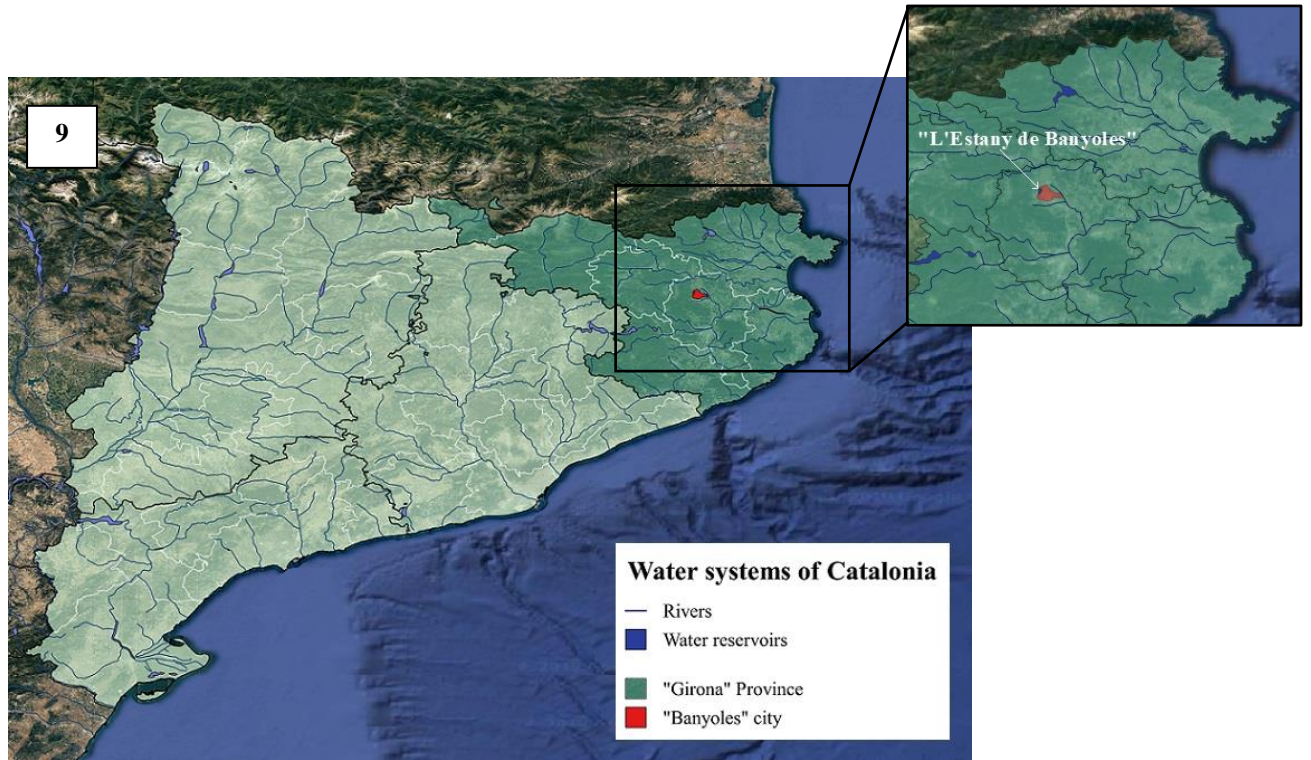 9
"L'Estany de Banyoles"
Water systems of Catalonia
Rivers
Water reservoirs
"Girona" Province
"Banyoles" city